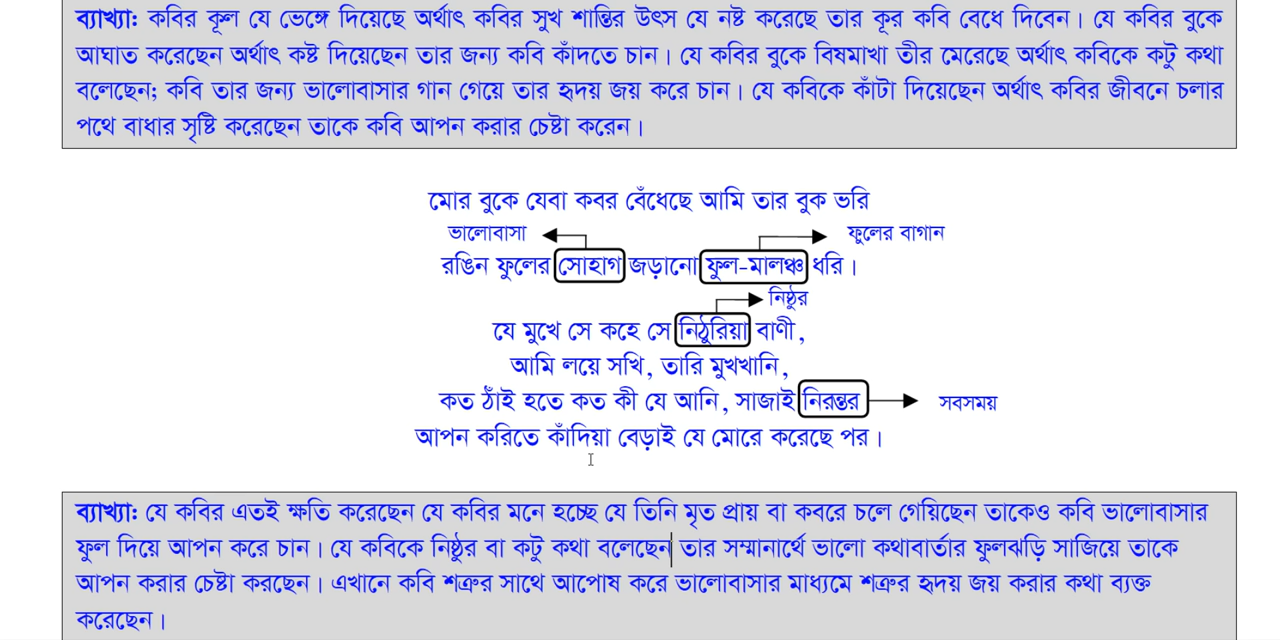 ব্যাখ্যা: কবির কূল যে ভেঙ্গে দিয়েছে অর্থাৎ কবির সুখ শান্তির উৎস যে নষ্ট করেছে তার কূর কবি বেধে দিবেন। যে কবির বুকে
আঘাত করেছেন অর্থাৎ কষ্ট দিয়েছেন তার জন্য কবি কাঁদতে চান। যে কবির বুকে বিষমাখা তীর মেরেছে অর্থাৎ কবিকে কটু কথা
বলেছেন; কবি তার জন্য ভালোবাসার গান গেয়ে তার হৃদয় জয় করে চান। যে কবিকে কাঁটা দিয়েছেন অর্থাৎ কবির জীবনে চলার
পথে বাধার সৃষ্টি করেছেন তাকে কবি আপন করার চেষ্টা করেন।
মোর বুকে যেবা কবর বেঁধেছে আমি তার বুক ভরি
ভালোবাসা ফুলের বাগান
রঙিন ফুলের সোহাগ জড়ানো ফুল-মালঞ্চ ধরি।
নিষ্ঠুর
যে মুখে সে কহে সে নিঠুরিয়া বাণী,
আমি লয়ে সখি, তারি মুখখানি,
কত ঠাঁই হতে কত কী যে আনি, সাজাই নিরন্তর সবসময়
আপন করিতে কাঁদিয়া বেড়াই যে মোরে করেছে পর।
ব্যাখ্যা: যে কবির এতই ক্ষতি করেছেন যে কবির মনে হচ্ছে যে তিনি মৃত প্রায় বা কবরে চলে গেয়িছেন তাকেও কবি ভালোবাসার
ফুল দিয়ে আপন করে চান। যে কবিকে নিষ্ঠুর বা কটু কথা বলেছেন তার সম্মানার্থে ভালো কথাবার্তার ফুলঝড়ি সাজিয়ে তাকে
আপন করার চেষ্টা করছেন। এখানে কবি শত্রুর সাথে আপোষ করে ভালোবাসার মাধ্যমে শত্রুর হৃদয় জয় করার কথা ব্যক্ত
করেছেন।